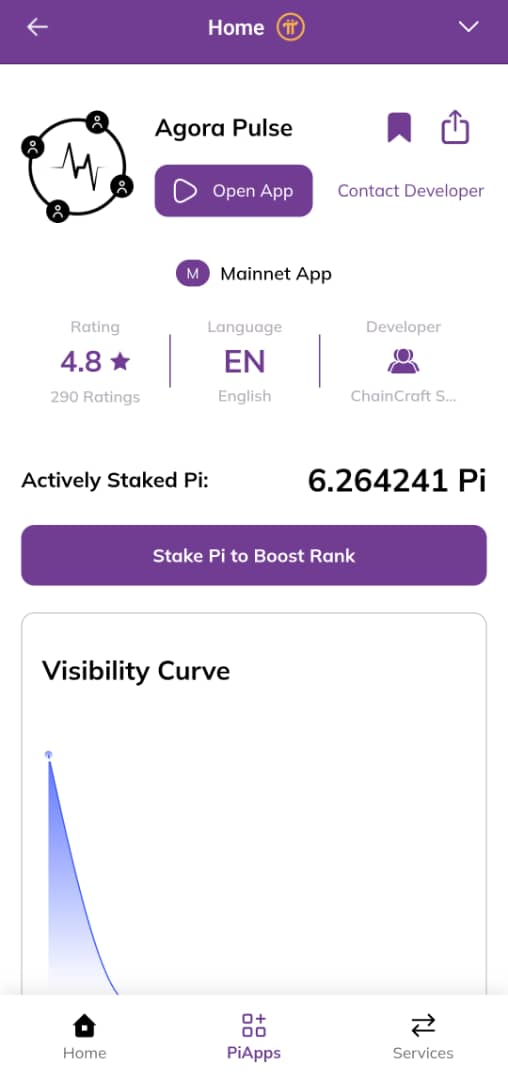 Home
Agora Pulse
Open App
Contact Developer
M Mainnet App
Rating
Language
Developer
4.8
EN
290 Ratings
English
ChainCraft S...
Actively Staked Pi:
6.264241 Pi
Stake Pi to Boost Rank
Visibility Curve
Home
PiApps
Services